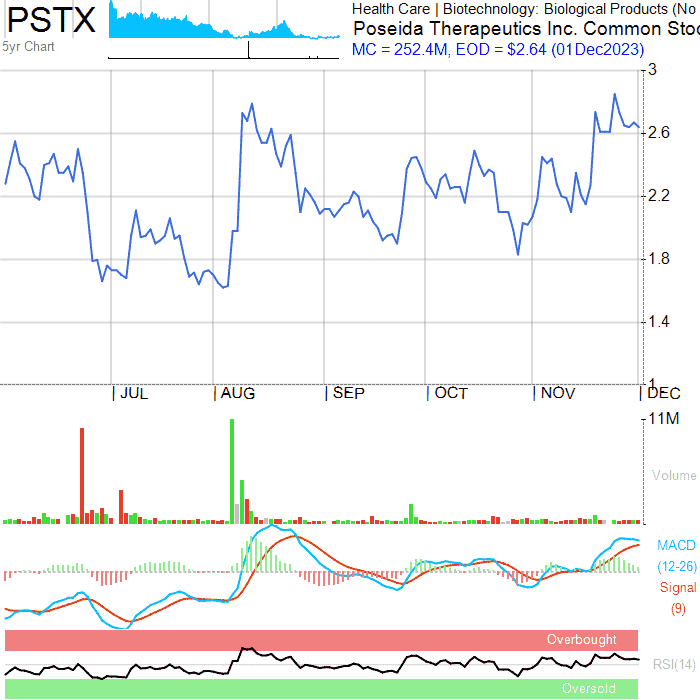 PSTX
5yr Chart
Health Care | Biotechnology: Biological Products (No
Poseida Therapeutics Inc. Common Stoc
MC = 252.4M, EOD = $2.64 (01Dec2023)
3
2.6
2.2
1.8
1.4
1
JUL AUG SEP OCT NOV DEC
11M
Volume
MACD
(12-26)
Signal
(9)
Overbought
RSI(14)
Oversold